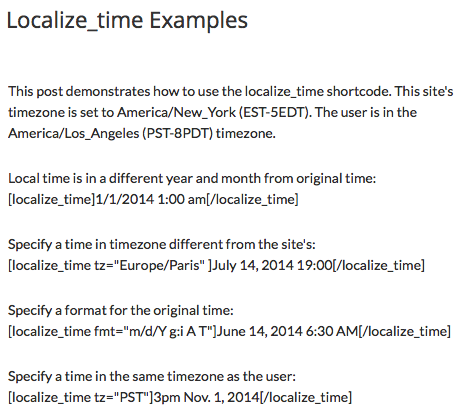 Localize_time Examples
This post demonstrates how to use the localize_time shortcode. This site's
timezone is set to America/New_York (EST-5EDT). The user is in the
America/Los_Angeles (PST-8PDT) timezone.
Local time is in a different year and month from original time:
[localize_time]1/1/2014 1:00 am[/localize_time]
Specify a time in timezone different from the site's:
[localize_time tz="Europe/Paris" ]July 14, 2014 19:00[/localize_time]
Specify a format for the original time:
[localize_time fmt="m/d/Y g:i A T"]June 14, 2014 6:30 AM[/localize_time]
Specify a time in the same timezone as the user:
[localize_time tz="PST"]3pm Nov. 1, 2014[/localize_time]